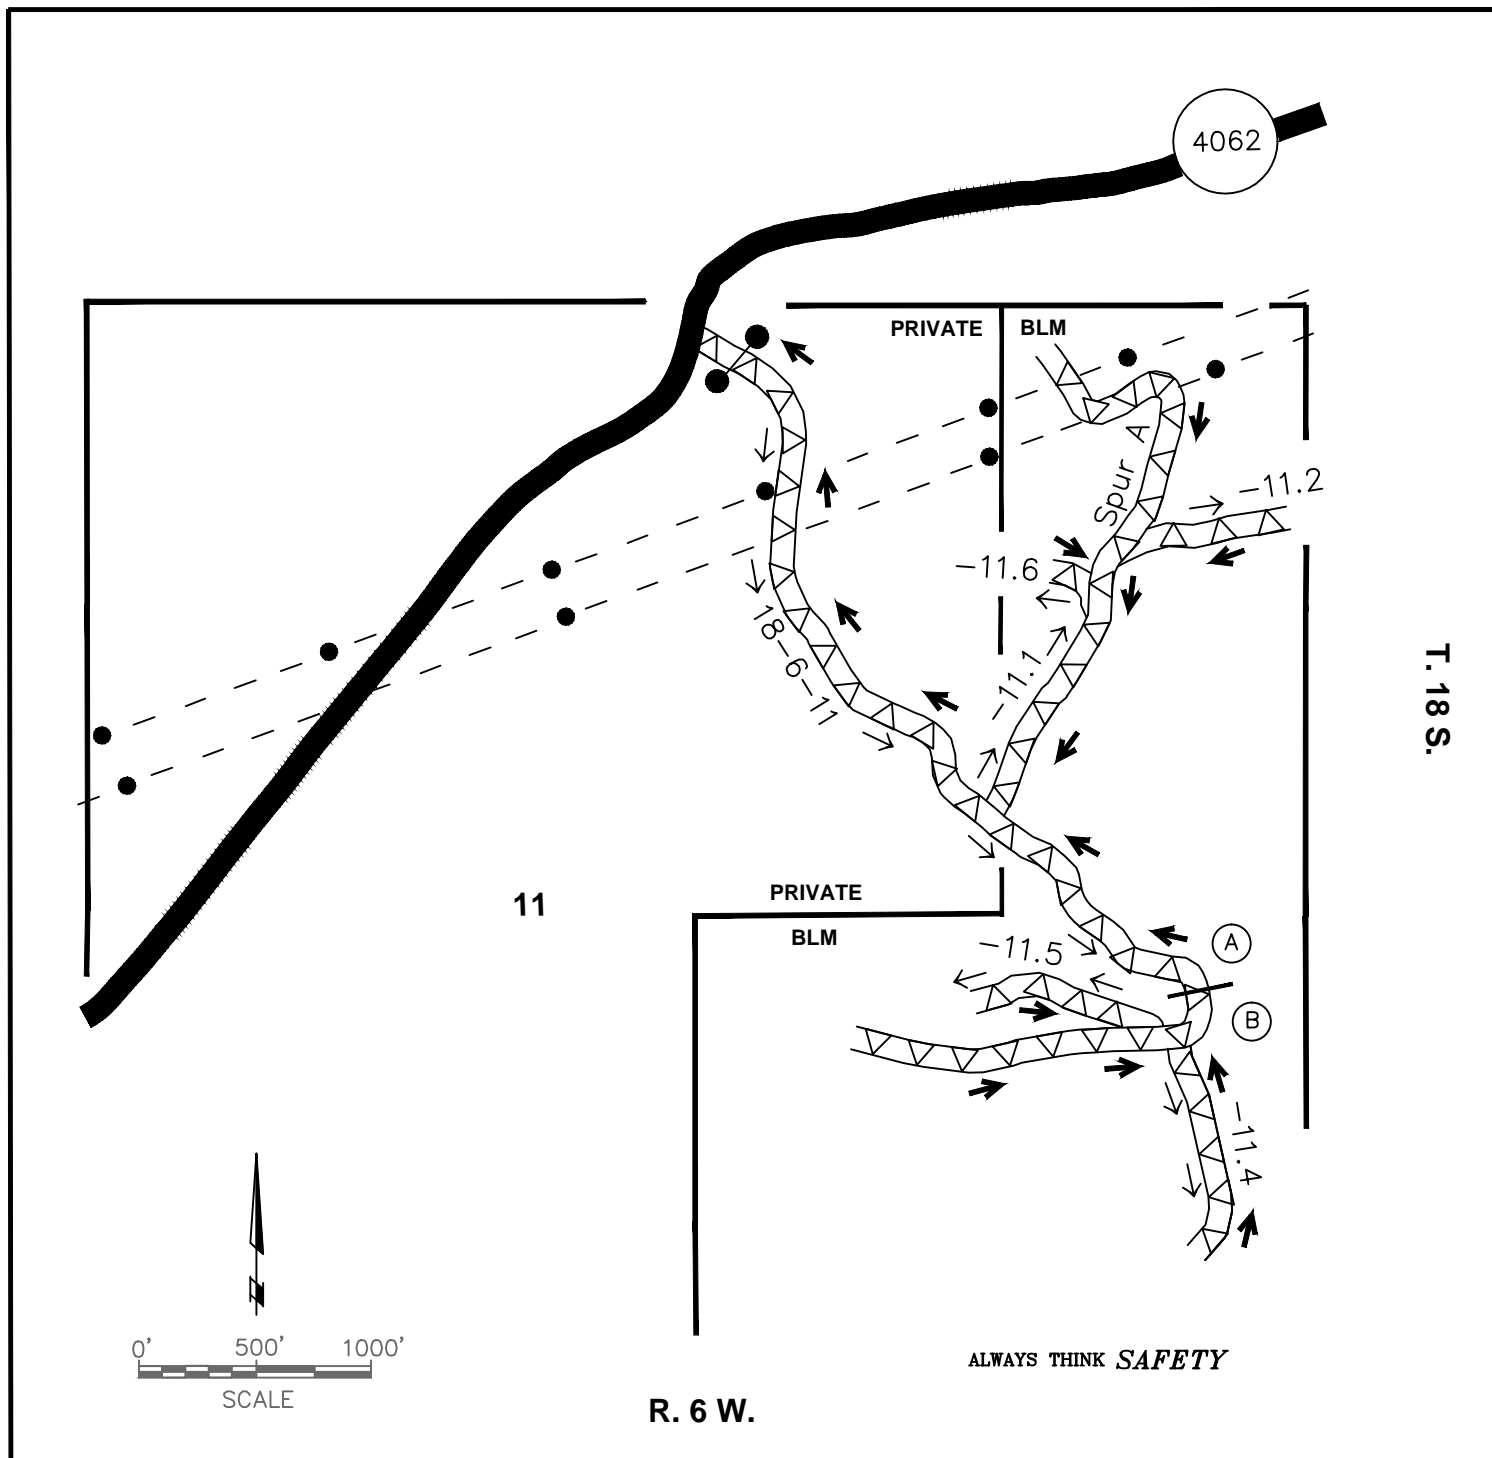 4062
PRIVATE
BLM
Spur A
-11.2
-11.6
-11.1
18-6-11
T. 18 S.
11
PRIVATE
BLM
-11.5
A
B
-11.4
0' 500' 1000'
SCALE
ALWAYS THINK SAFETY
R. 6 W.